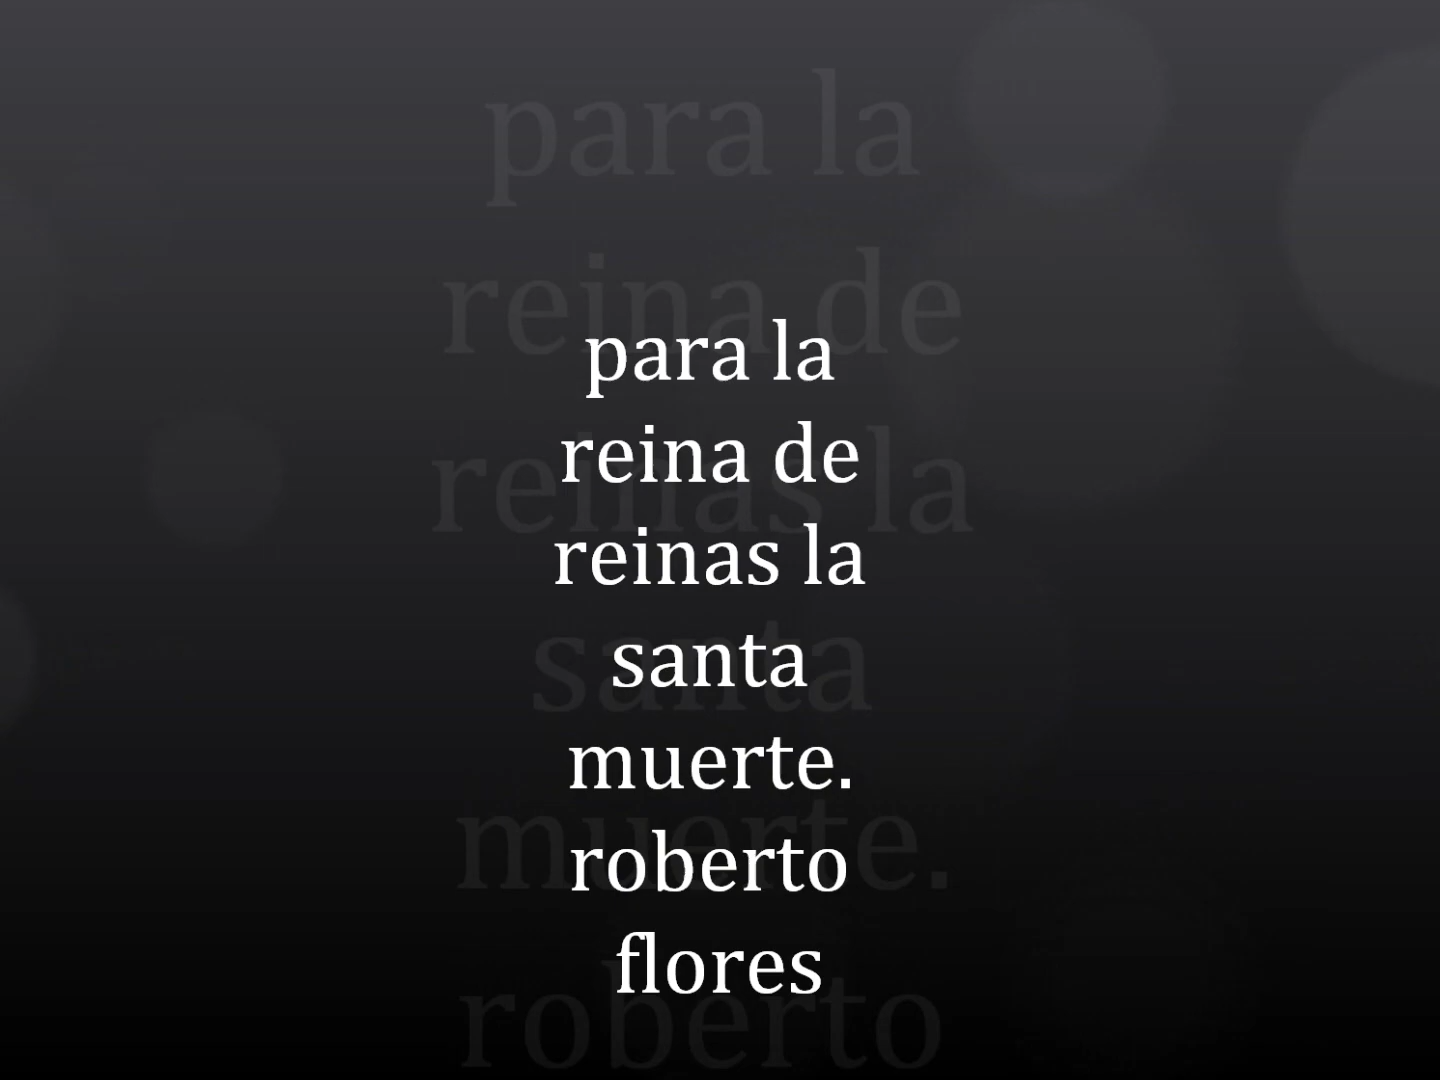 para la
reina de
reinas la
santa
muerte.
roberto
flores